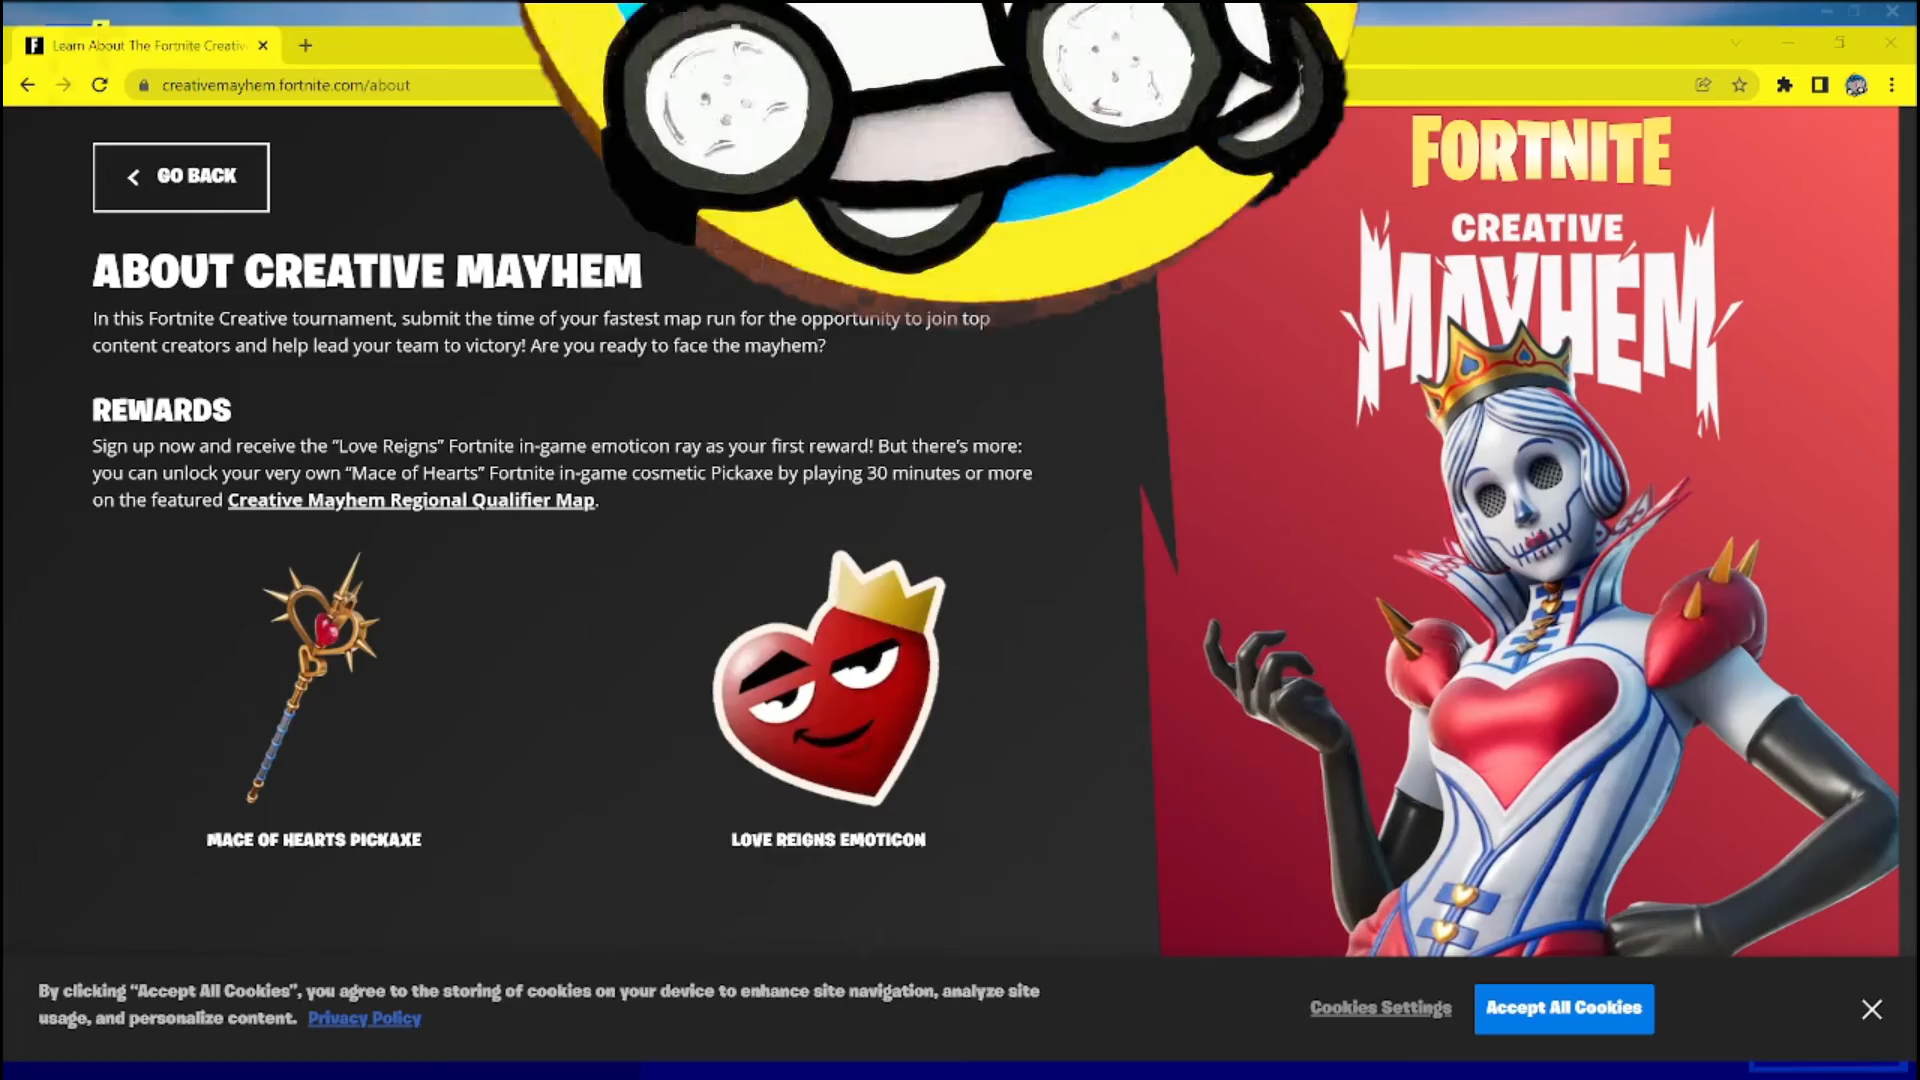 Learn About The Fortnite Creativ
creativemayhem.fortnite.com/about
GO BACK
ABOUT CREATIVE MAYHEM
In this Fortnite Creative tournament, submit the time of your fastest map run for the opportunity to join top
content creators and help lead your team to victory! Are you ready to face the mayhem?
REWARDS
Sign up now and receive the “Love Reigns” Fortnite in-game emoticon ray as your first reward! But there’s more:
you can unlock your very own “Mace of Hearts” Fortnite in-game cosmetic Pickaxe by playing 30 minutes or more
on the featured Creative Mayhem Regional Qualifier Map.
MACE OF HEARTS PICKAXE
LOVE REIGNS EMOTICON
FORTNITE
CREATIVE
MAYHEM
By clicking “Accept All Cookies”, you agree to the storing of cookies on your device to enhance site navigation, analyze site
usage, and personalize content. Privacy Policy
Cookies Settings
Accept All Cookies